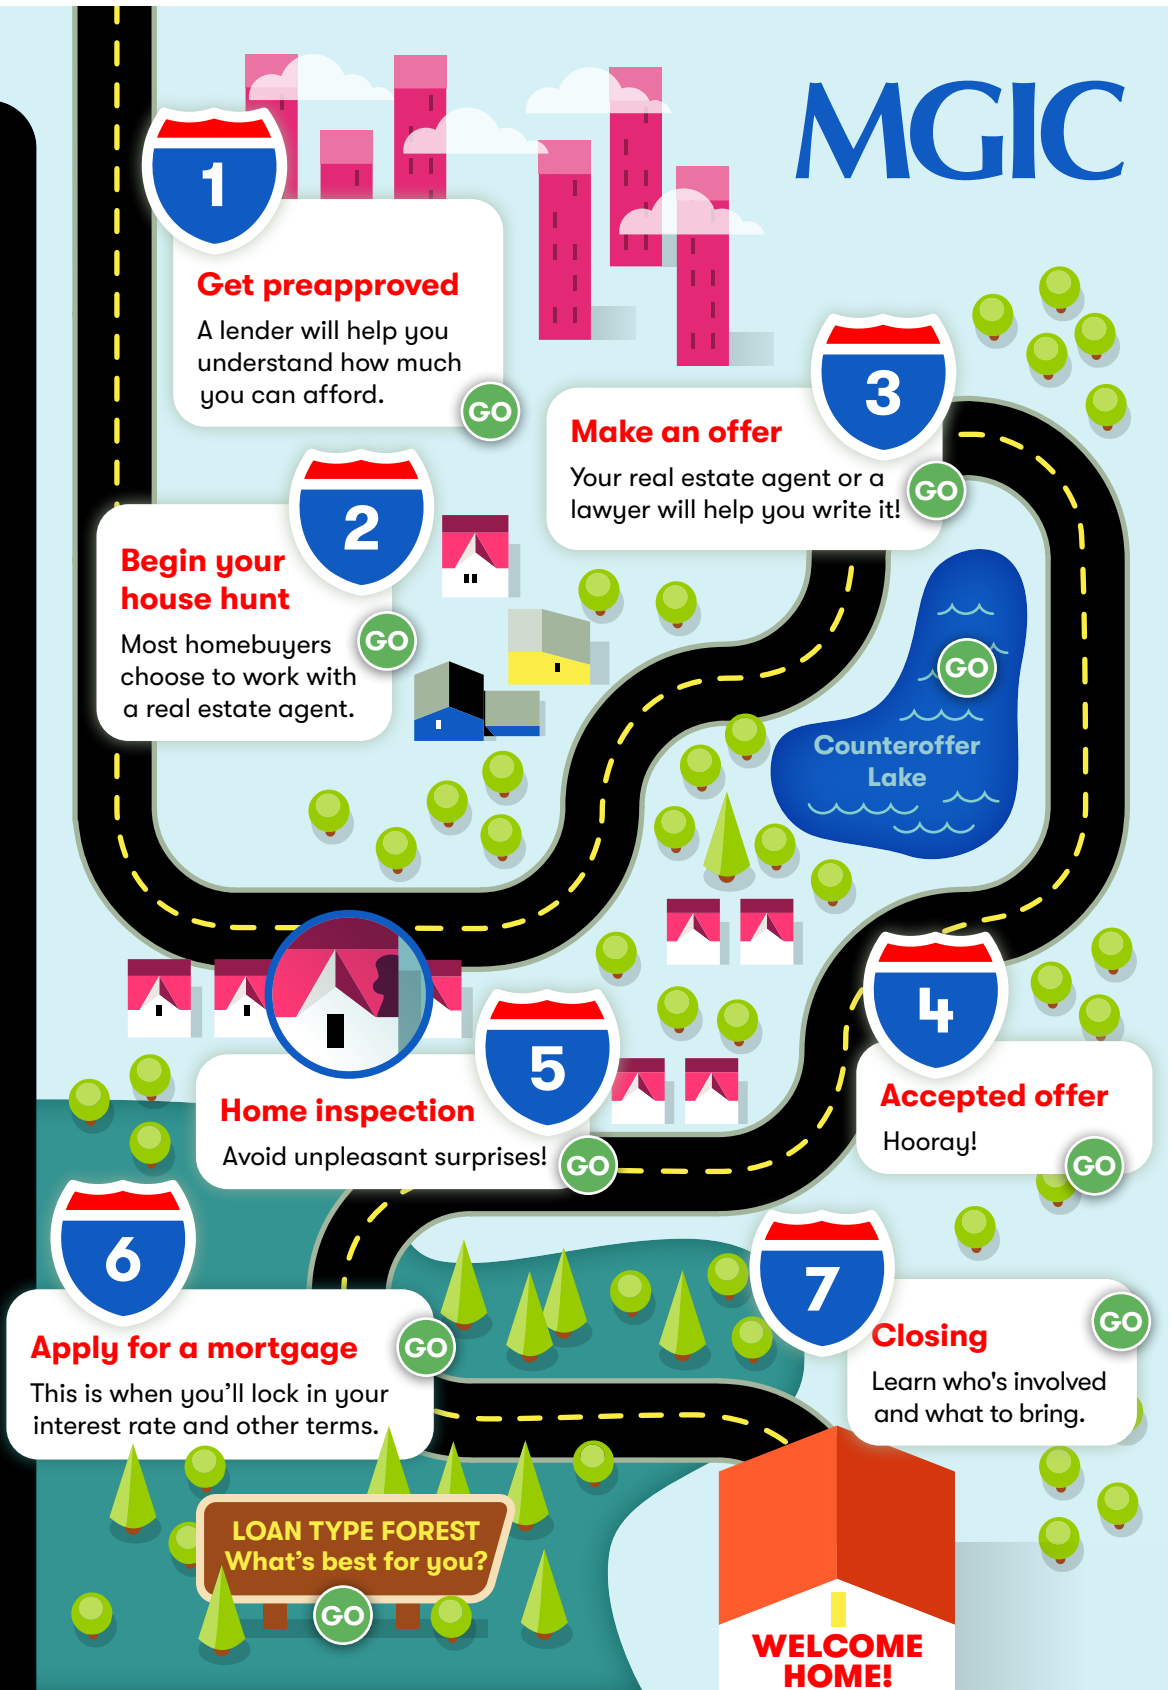 MGIC
1
Get preapproved
A lender will help you
understand how much
you can afford.
GO
2
Begin your
house hunt
Most homebuyers
choose to work with
a real estate agent.
GO
3
Make an offer
Your real estate agent or a
lawyer will help you write it!
GO
GO
Counteroffer
Lake
4
Accepted offer
Hooray!
GO
5
Home inspection
Avoid unpleasant surprises!
GO
6
Apply for a mortgage
This is when you’ll lock in your
interest rate and other terms.
GO
LOAN TYPE FOREST
What’s best for you?
GO
7
Closing
Learn who's involved
and what to bring.
GO
WELCOME
HOME!